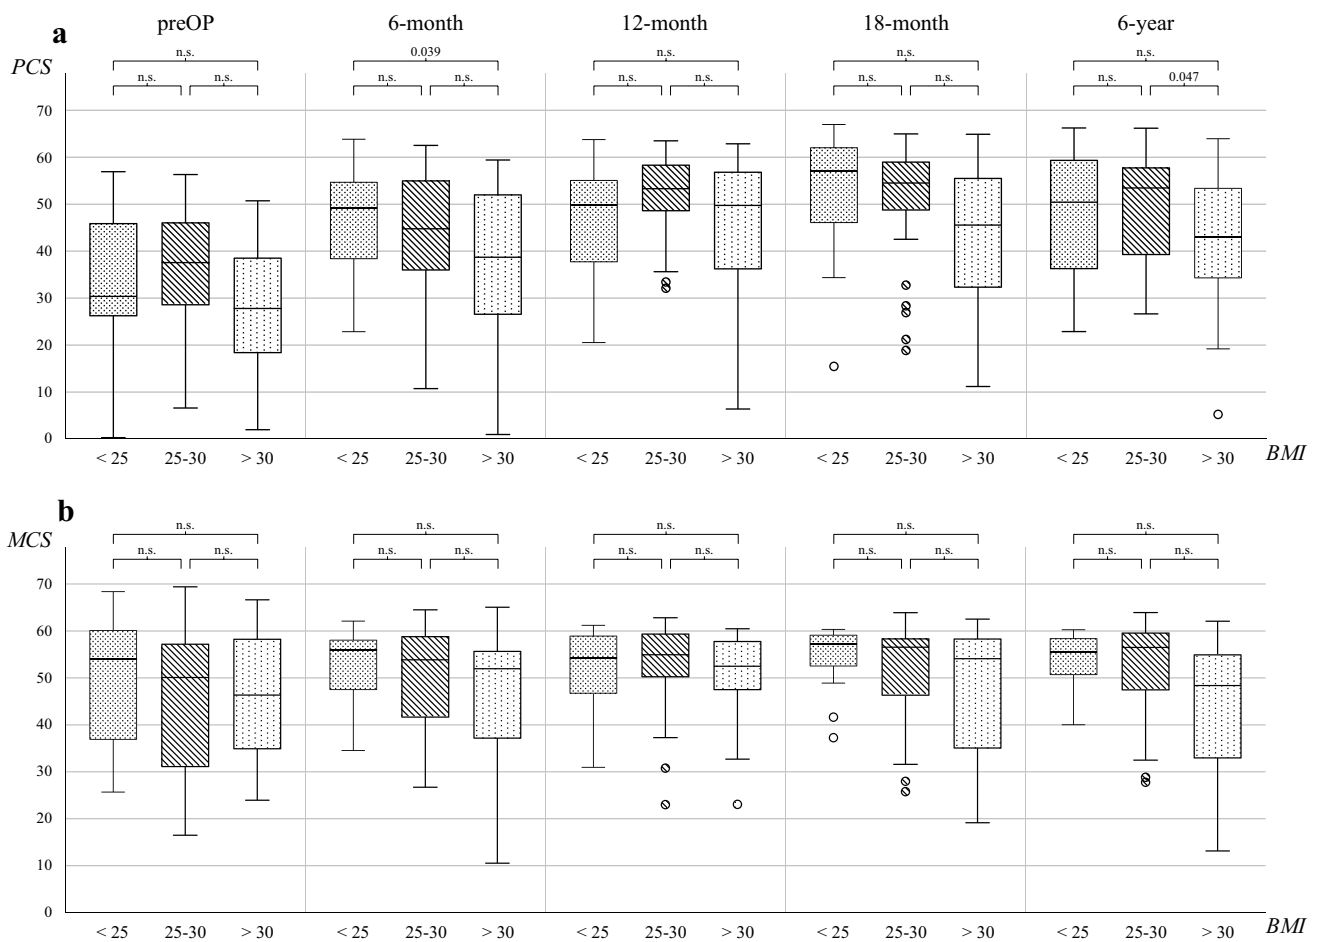 preOP 6-month 12-month 18-month 6-year
a
n.s. 0.039 n.s. n.s. n.s.
PCS
n.s. n.s. n.s. n.s. n.s. n.s. n.s. n.s. n.s. 0.047
70
60
50
40
30
20
10
0
< 25 25-30 > 30 < 25 25-30 > 30 < 25 25-30 > 30 < 25 25-30 > 30 < 25 25-30 > 30 BMI
b
n.s. n.s. n.s. n.s. n.s.
MCS
n.s. n.s. n.s. n.s. n.s. n.s. n.s. n.s. n.s. n.s.
70
60
50
40
30
20
10
0
< 25 25-30 > 30 < 25 25-30 > 30 < 25 25-30 > 30 < 25 25-30 > 30 < 25 25-30 > 30 BMI